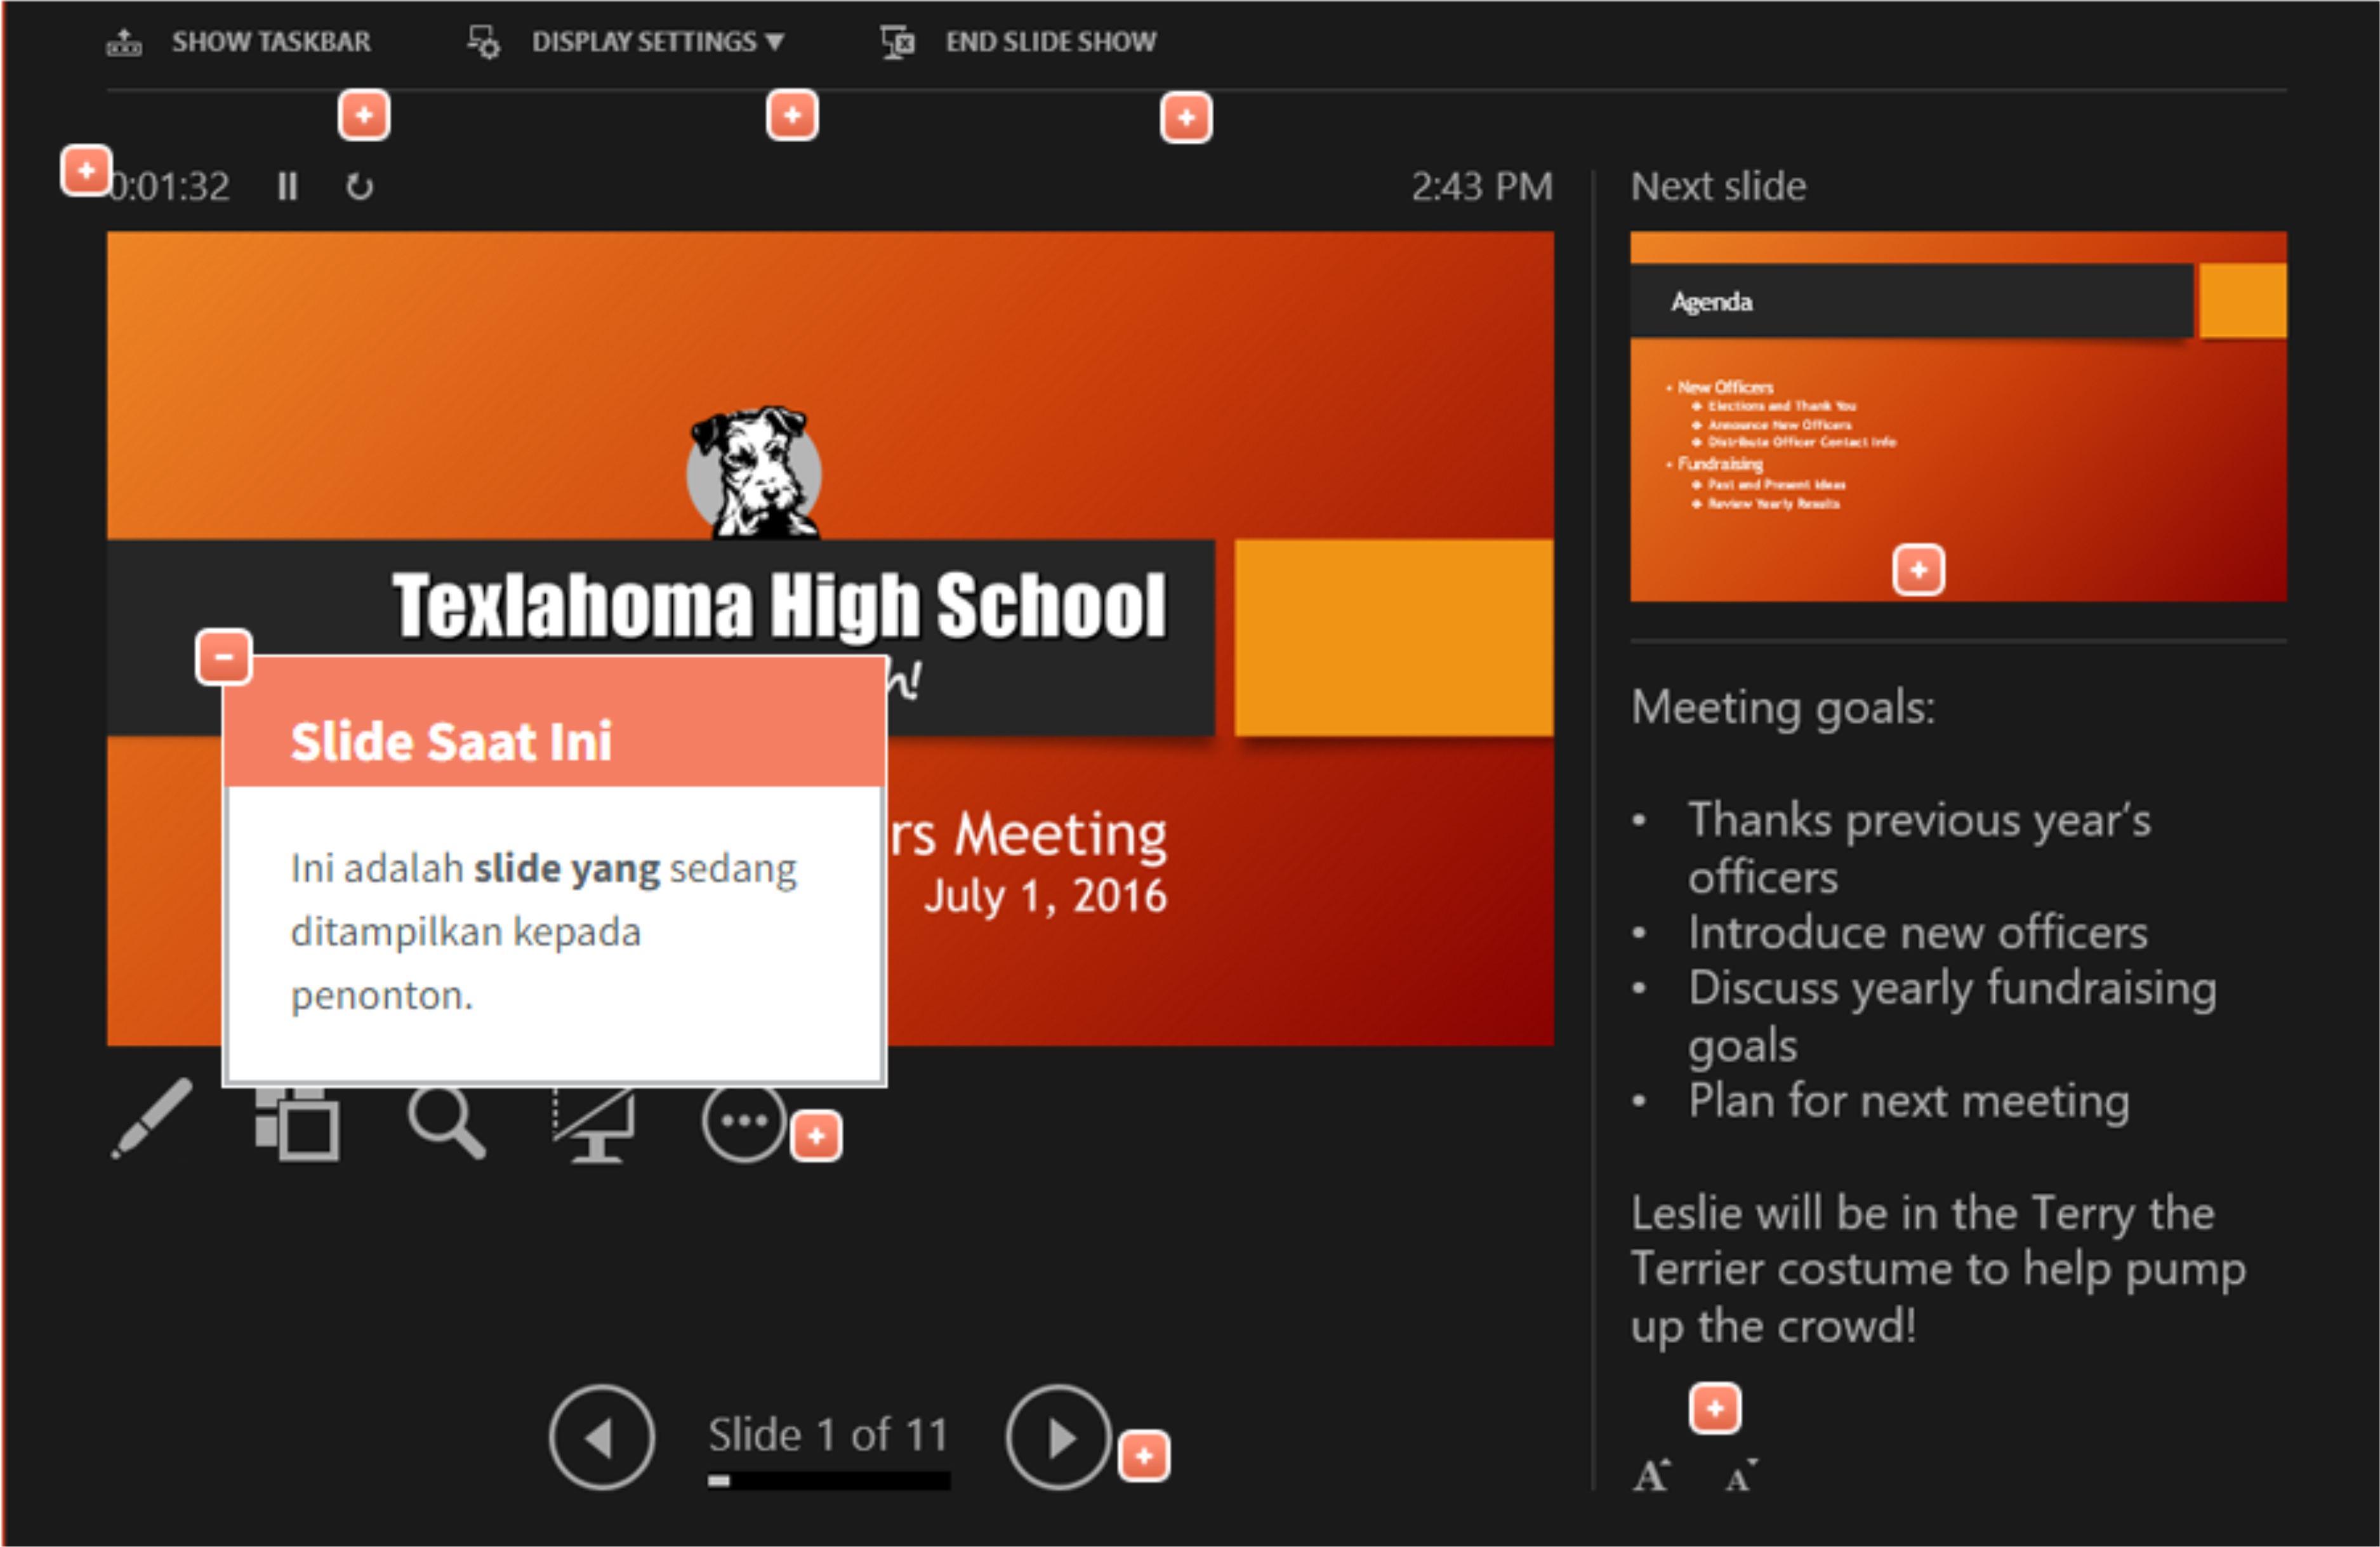 SHOW TASKBAR
DISPLAY SETTINGS
END SLIDE SHOW
0:01:32
2:43 PM
Texlahoma High School
h!
Slide Saat Ini
Ini adalah slide yang sedang
ditampilkan kepada
penonton.
rs Meeting
July 1, 2016
Slide 1 of 11
Next slide
Agenda
• New Officers
Elections and Thank You
Announce New Officers
Distribute Officer Contact Info
• Fundraising
Past and Present Ideas
Review Yearly Results
Meeting goals:
• Thanks previous year's
officers
• Introduce new officers
• Discuss yearly fundraising
goals
• Plan for next meeting
Leslie will be in the Terry the
Terrier costume to help pump
up the crowd!
A A